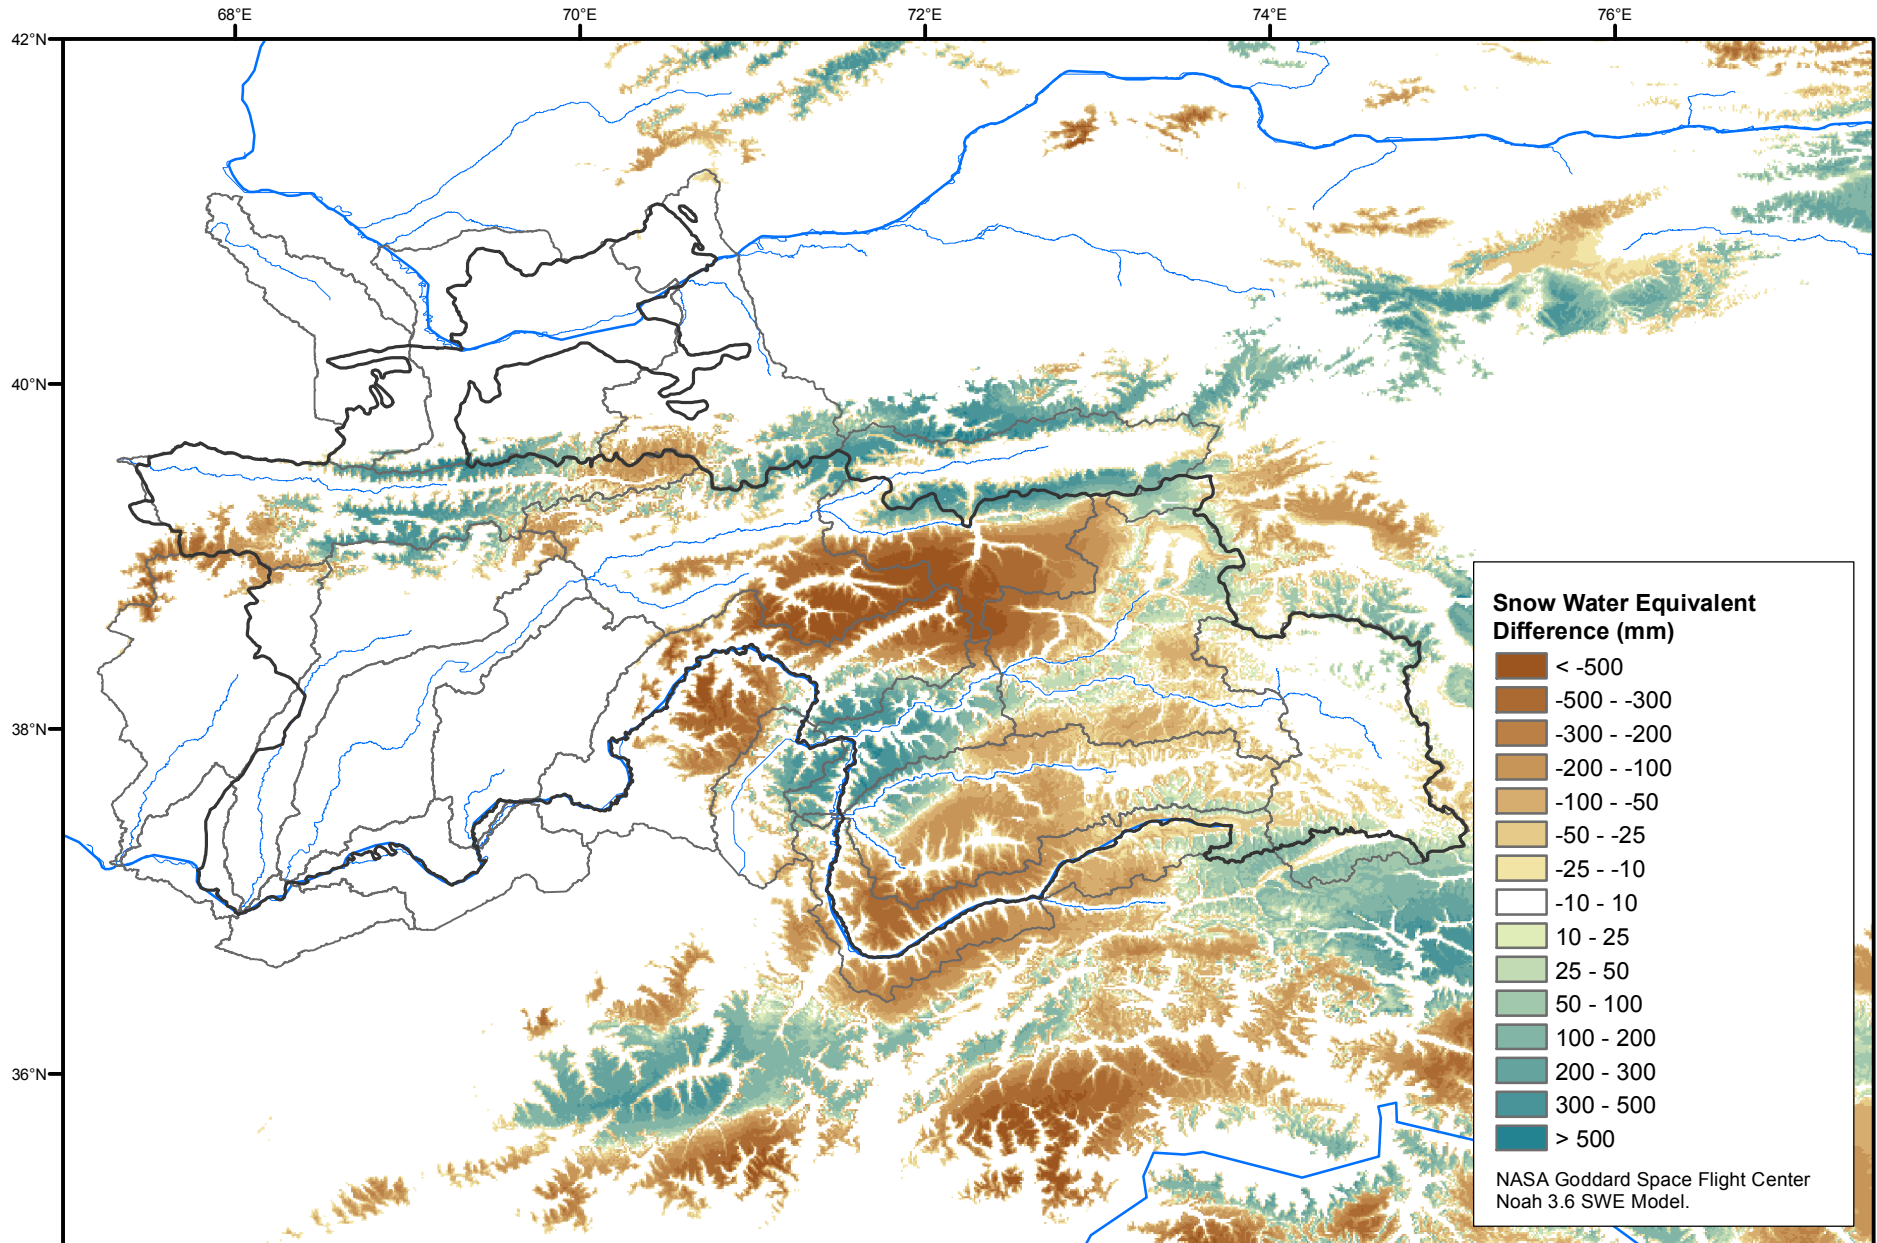 68°E
70°E
72°E
74°E
76°E
42°N
40°N
38°N
36°N
Snow Water Equivalent
Difference (mm)
< -500
-500 - -300
-300 - -200
-200 - -100
-100 - -50
-50 - -25
-25 - -10
-10 - 10
10 - 25
25 - 50
50 - 100
100 - 200
200 - 300
300 - 500
> 500
NASA Goddard Space Flight Center
Noah 3.6 SWE Model.